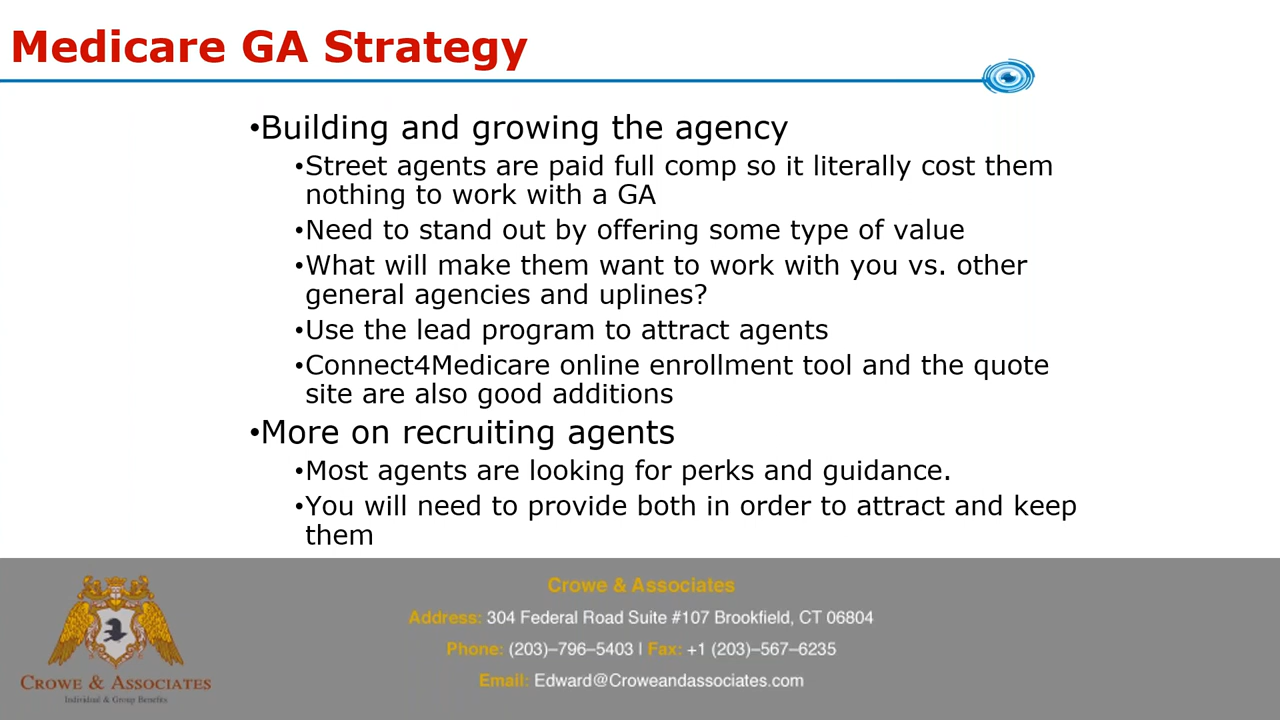 Medicare GA Strategy
•Building and growing the agency
•Street agents are paid full comp so it literally cost them
nothing to work with a GA
•Need to stand out by offering some type of value
•What will make them want to work with you vs. other
general agencies and uplines?
•Use the lead program to attract agents
•Connect4Medicare online enrollment tool and the quote
site are also good additions
•More on recruiting agents
•Most agents are looking for perks and guidance.
•You will need to provide both in order to attract and keep
them
Crowe & Associates
Individual & Group Benefits
Crowe & Associates
Address: 304 Federal Road Suite #107 Brookfield, CT 06804
Phone: (203)–796–5403 | Fax: +1 (203)–567–6235
Email: Edward@Croweandassociates.com